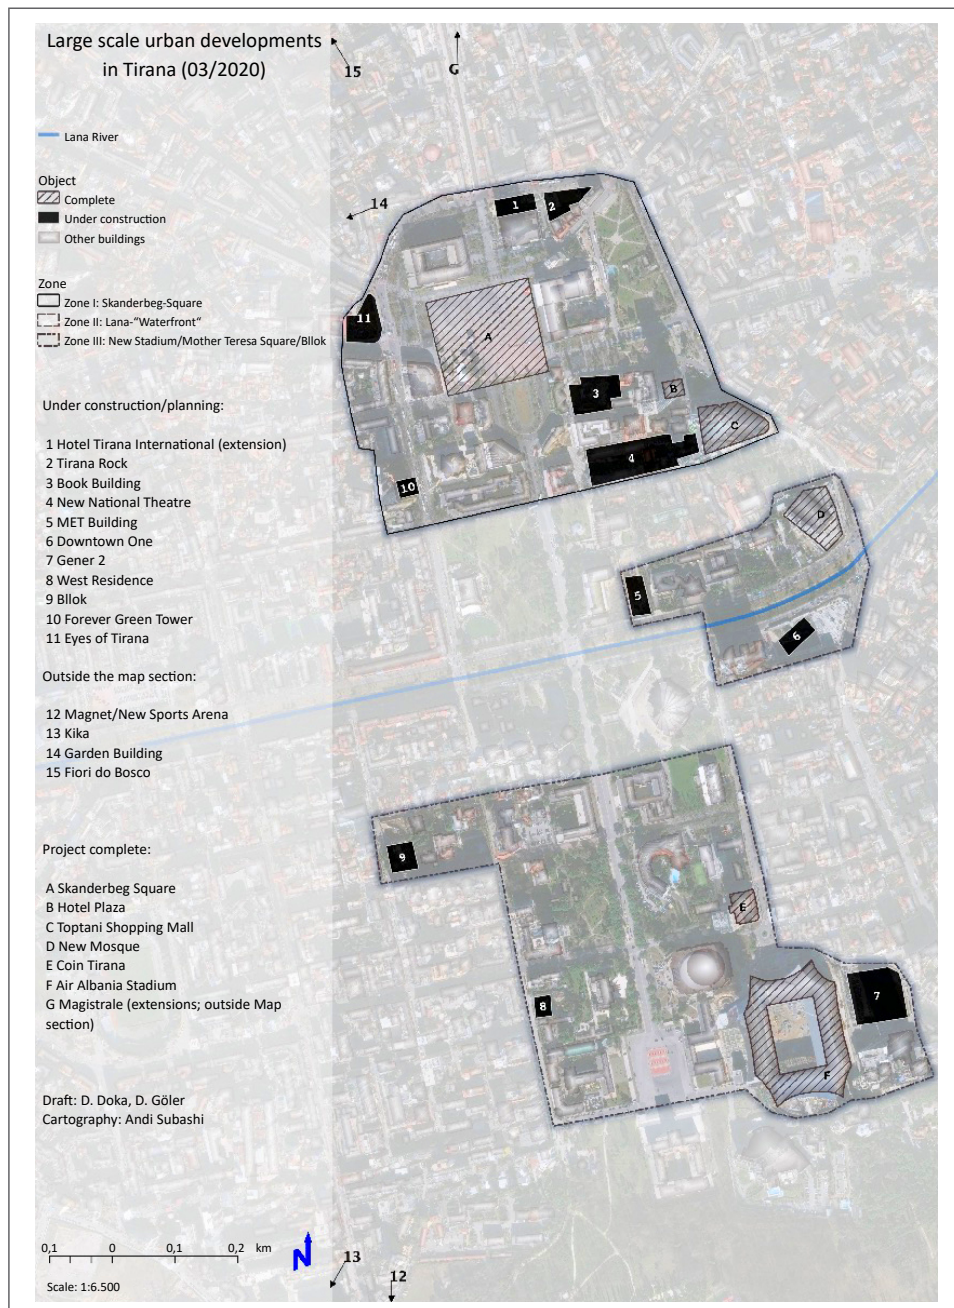 Large scale urban developments
in Tirana (03/2020)
15
G
Lana River
Object
Complete
Under construction
Other buildings
14
1
2
Zone
Zone I: Skanderbeg-Square
Zone II: Lana-"Waterfront"
Zone III: New Stadium/Mother Teresa Square/Bllok
11
A
3
B
C
4
10
D
5
6
Under construction/planning:
1 Hotel Tirana International (extension)
2 Tirana Rock
3 Book Building
4 New National Theatre
5 MET Building
6 Downtown One
7 Gener 2
8 West Residence
9 Bllok
10 Forever Green Tower
11 Eyes of Tirana
Outside the map section:
12 Magnet/New Sports Arena
13 Kika
14 Garden Building
15 Fiori do Bosco
9
E
7
8
F
Project complete:
A Skanderbeg Square
B Hotel Plaza
C Toptani Shopping Mall
D New Mosque
E Coin Tirana
F Air Albania Stadium
G Magistrale (extensions; outside Map
section)
Draft: D. Doka, D. Göler
Cartography: Andi Subashi
0,1 0 0,1 0,2 km
N
Scale: 1:6.500
13
12